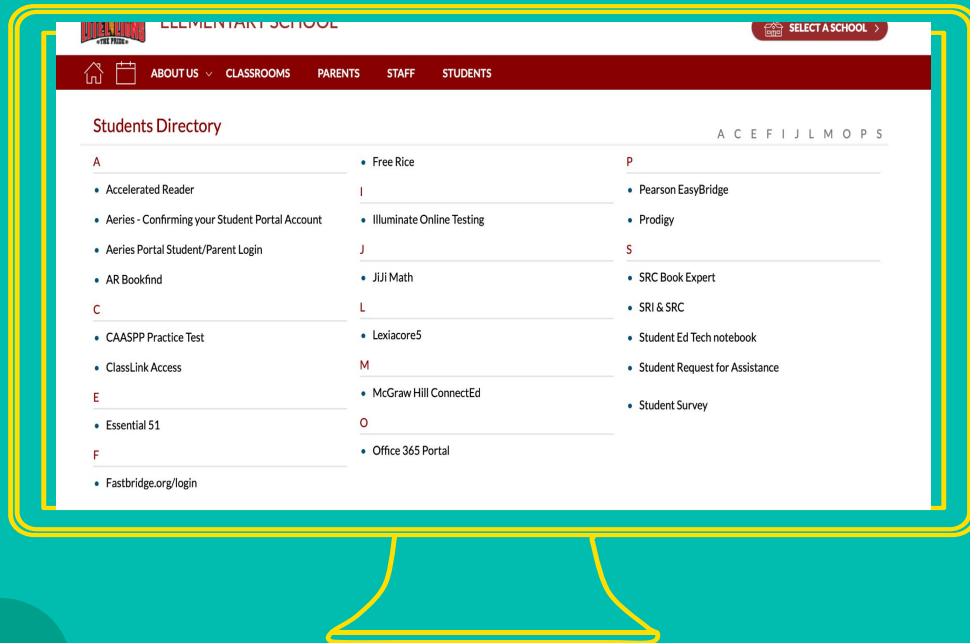 THE PRIDE
ELEMENTARY SCHOOL
SELECT A SCHOOL >
ABOUT US
CLASSROOMS
PARENTS
STAFF
STUDENTS
Students Directory
A C E F I J L M O P S
A
• Accelerated Reader
• Aeries - Confirming your Student Portal Account
• Aeries Portal Student/Parent Login
• AR Bookfind
C
• CAASPP Practice Test
• ClassLink Access
E
• Essential 51
F
• Fastbridge.org/login
• Free Rice
I
• Illuminate Online Testing
J
• JiJi Math
L
• Lexiacore5
M
• McGraw Hill ConnectEd
O
• Office 365 Portal
P
• Pearson EasyBridge
• Prodigy
S
• SRC Book Expert
• SRI & SRC
• Student Ed Tech notebook
• Student Request for Assistance
• Student Survey